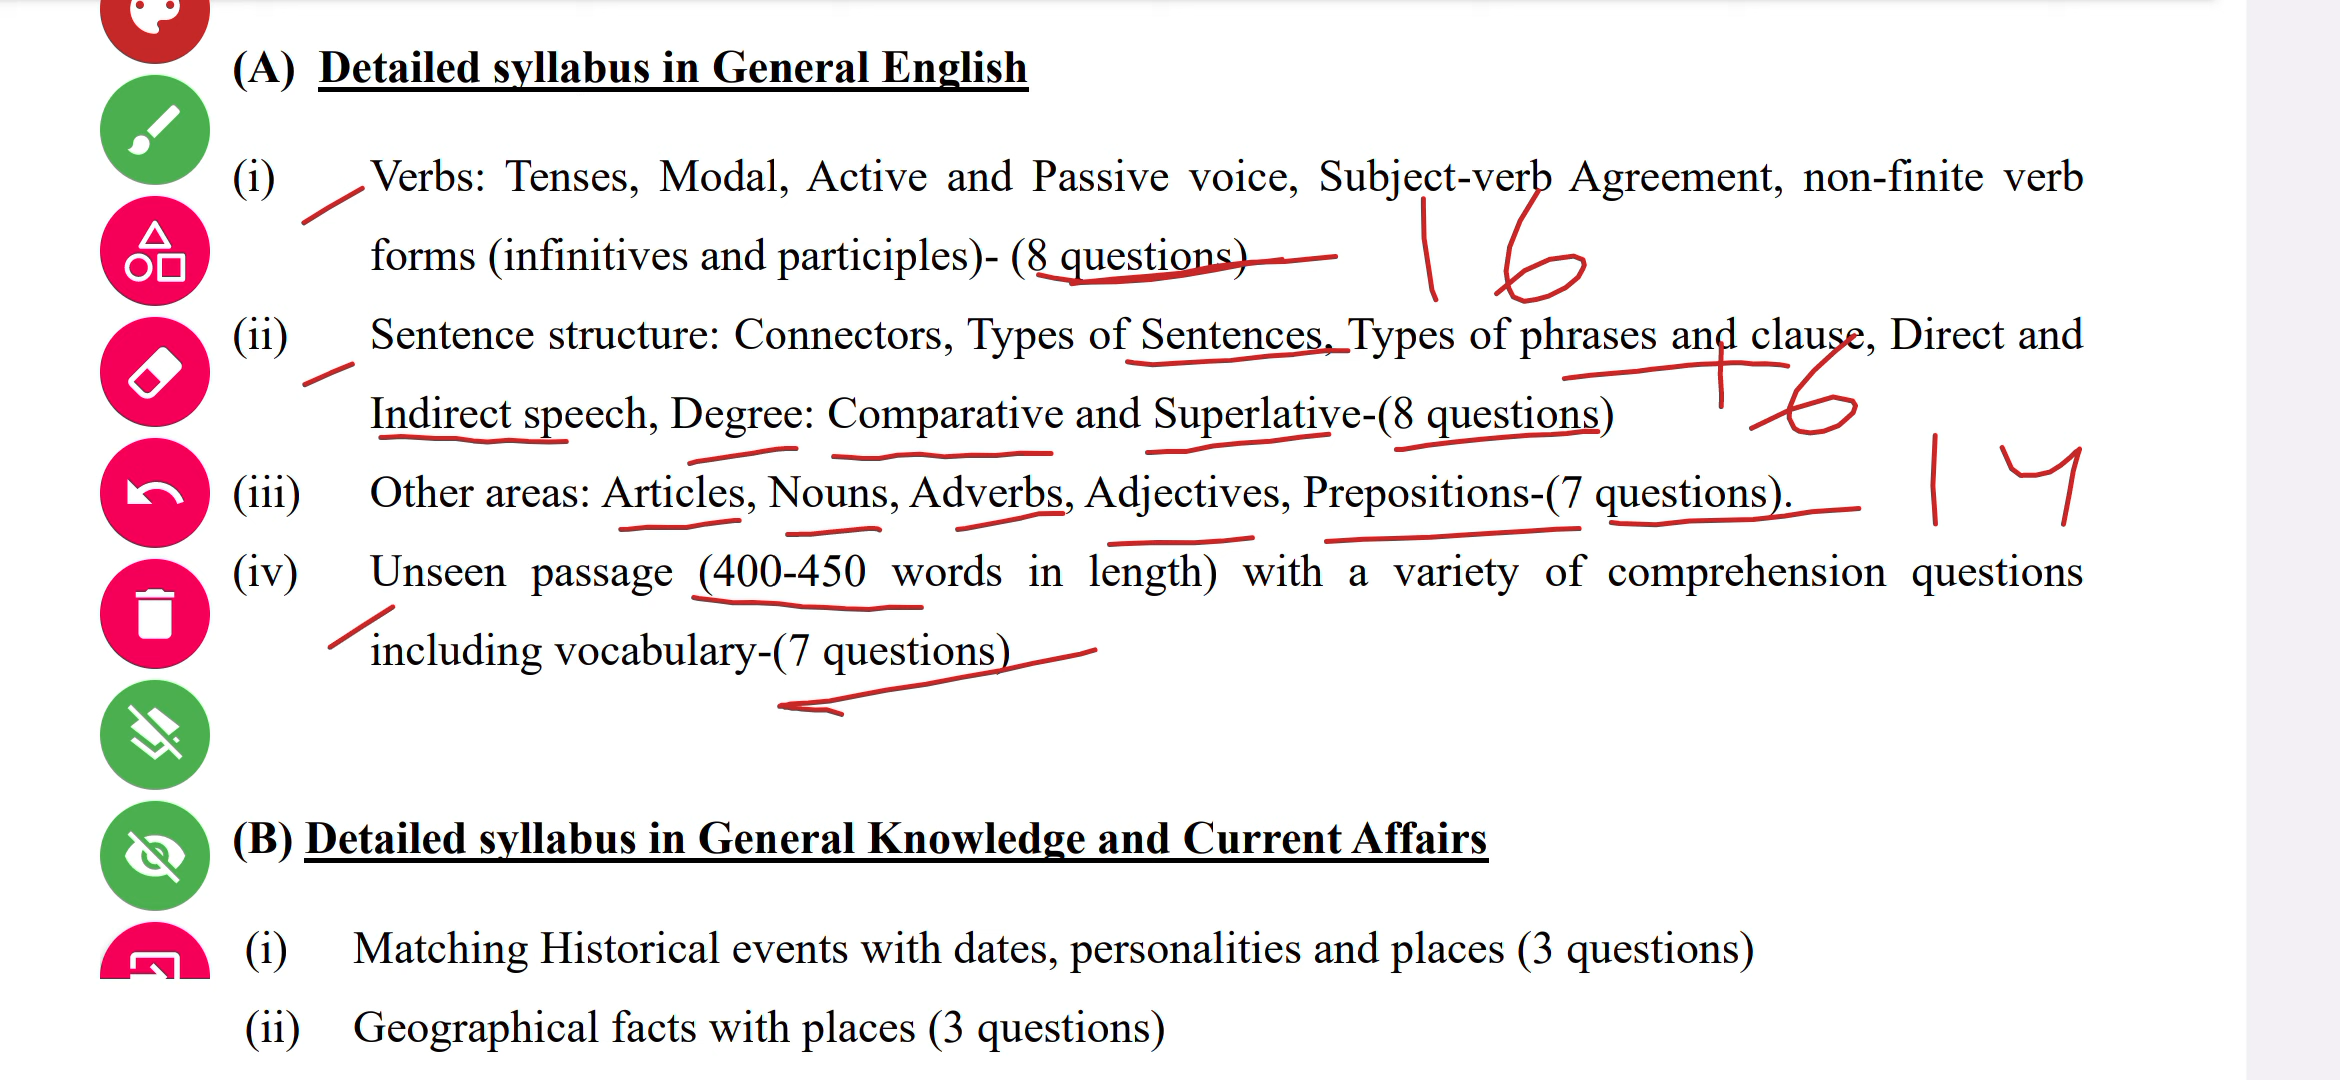 (A) Detailed syllabus in General English
(i) Verbs: Tenses, Modal, Active and Passive voice, Subject-verb Agreement, non-finite verb
forms (infinitives and participles)- (8 questions)
16
(ii) Sentence structure: Connectors, Types of Sentences, Types of phrases and clause, Direct and
Indirect speech, Degree: Comparative and Superlative-(8 questions)
16
(iii) Other areas: Articles, Nouns, Adverbs, Adjectives, Prepositions-(7 questions).
14
(iv) Unseen passage (400-450 words in length) with a variety of comprehension questions
including vocabulary-(7 questions)
(B) Detailed syllabus in General Knowledge and Current Affairs
(i) Matching Historical events with dates, personalities and places (3 questions)
(ii) Geographical facts with places (3 questions)